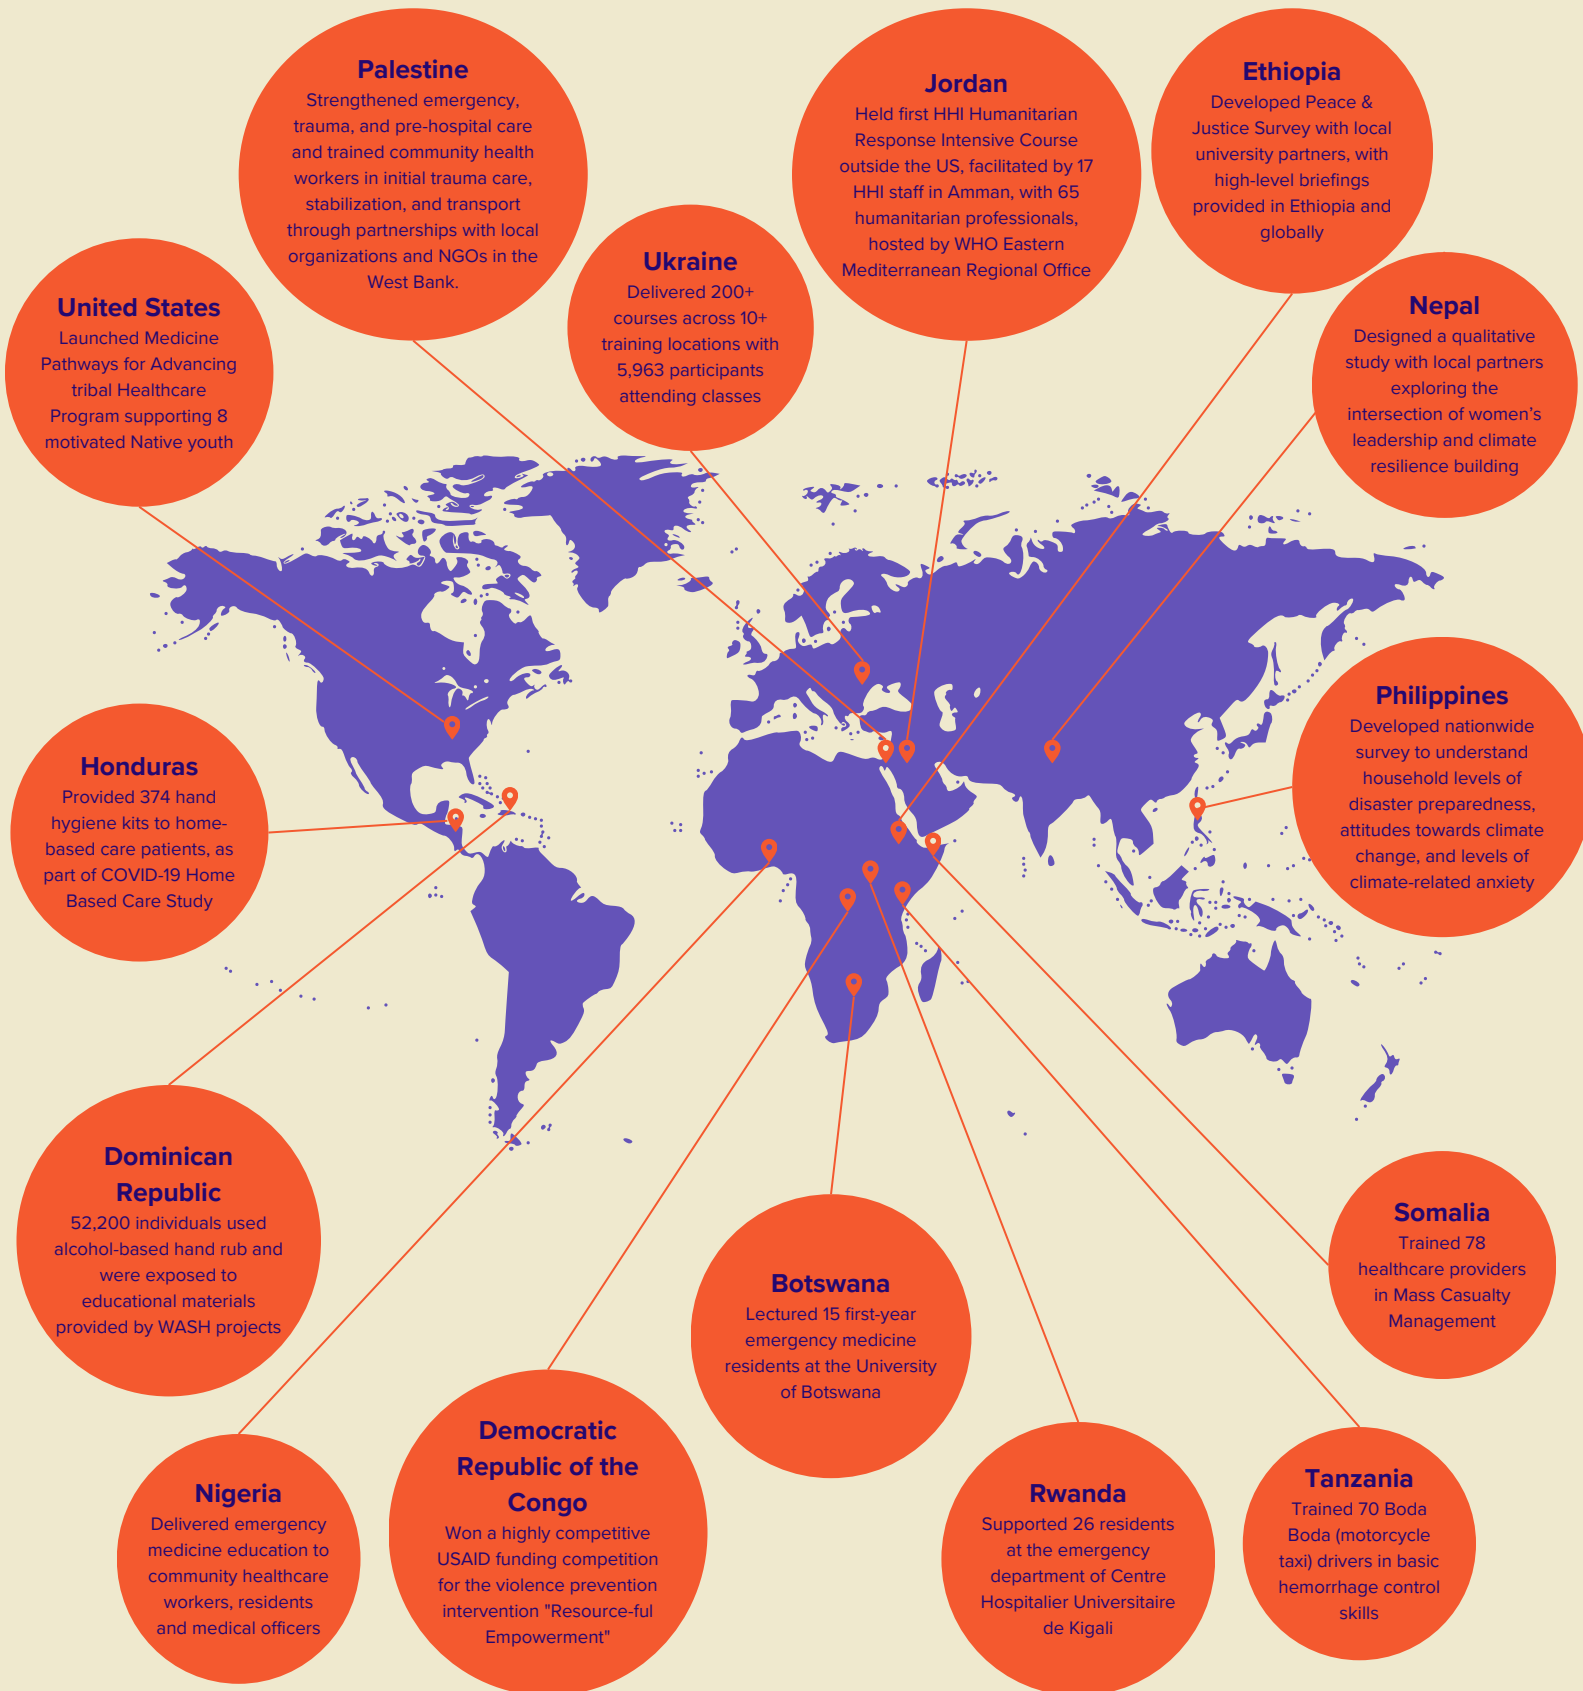 Palestine
Strengthened emergency,
trauma, and pre-hospital care
and trained community health
workers in initial trauma care,
stabilization, and transport
through partnerships with local
organizations and NGOs in the
West Bank.
Jordan
Held first HHI Humanitarian
Response Intensive Course
outside the US, facilitated by 17
HHI staff in Amman, with 65
humanitarian professionals,
hosted by WHO Eastern
Mediterranean Regional Office
Ethiopia
Developed Peace &
Justice Survey with local
university partners, with
high-level briefings
provided in Ethiopia and
globally
United States
Launched Medicine
Pathways for Advancing
tribal Healthcare
Program supporting 8
motivated Native youth
Ukraine
Delivered 200+
courses across 10+
training locations with
5,963 participants
attending classes
Nepal
Designed a qualitative
study with local partners
exploring the
intersection of women's
leadership and climate
resilience building
Honduras
Provided 374 hand
hygiene kits to home-
based care patients, as
part of COVID-19 Home
Based Care Study
Philippines
Developed nationwide
survey to understand
household levels of
disaster preparedness,
attitudes towards climate
change, and levels of
climate-related anxiety
Dominican
Republic
52,200 individuals used
alcohol-based hand rub and
were exposed to
educational materials
provided by WASH projects
Botswana
Lectured 15 first-year
emergency medicine
residents at the University
of Botswana
Somalia
Trained 78
healthcare providers
in Mass Casualty
Management
Nigeria
Delivered emergency
medicine education to
community healthcare
workers, residents
and medical officers
Democratic
Republic of the
Congo
Won a highly competitive
USAID funding competition
for the violence prevention
intervention "Resource-ful
Empowerment"
Rwanda
Supported 26 residents
at the emergency
department of Centre
Hospitalier Universitaire
de Kigali
Tanzania
Trained 70 Boda
Boda (motorcycle
taxi) drivers in basic
hemorrhage control
skills